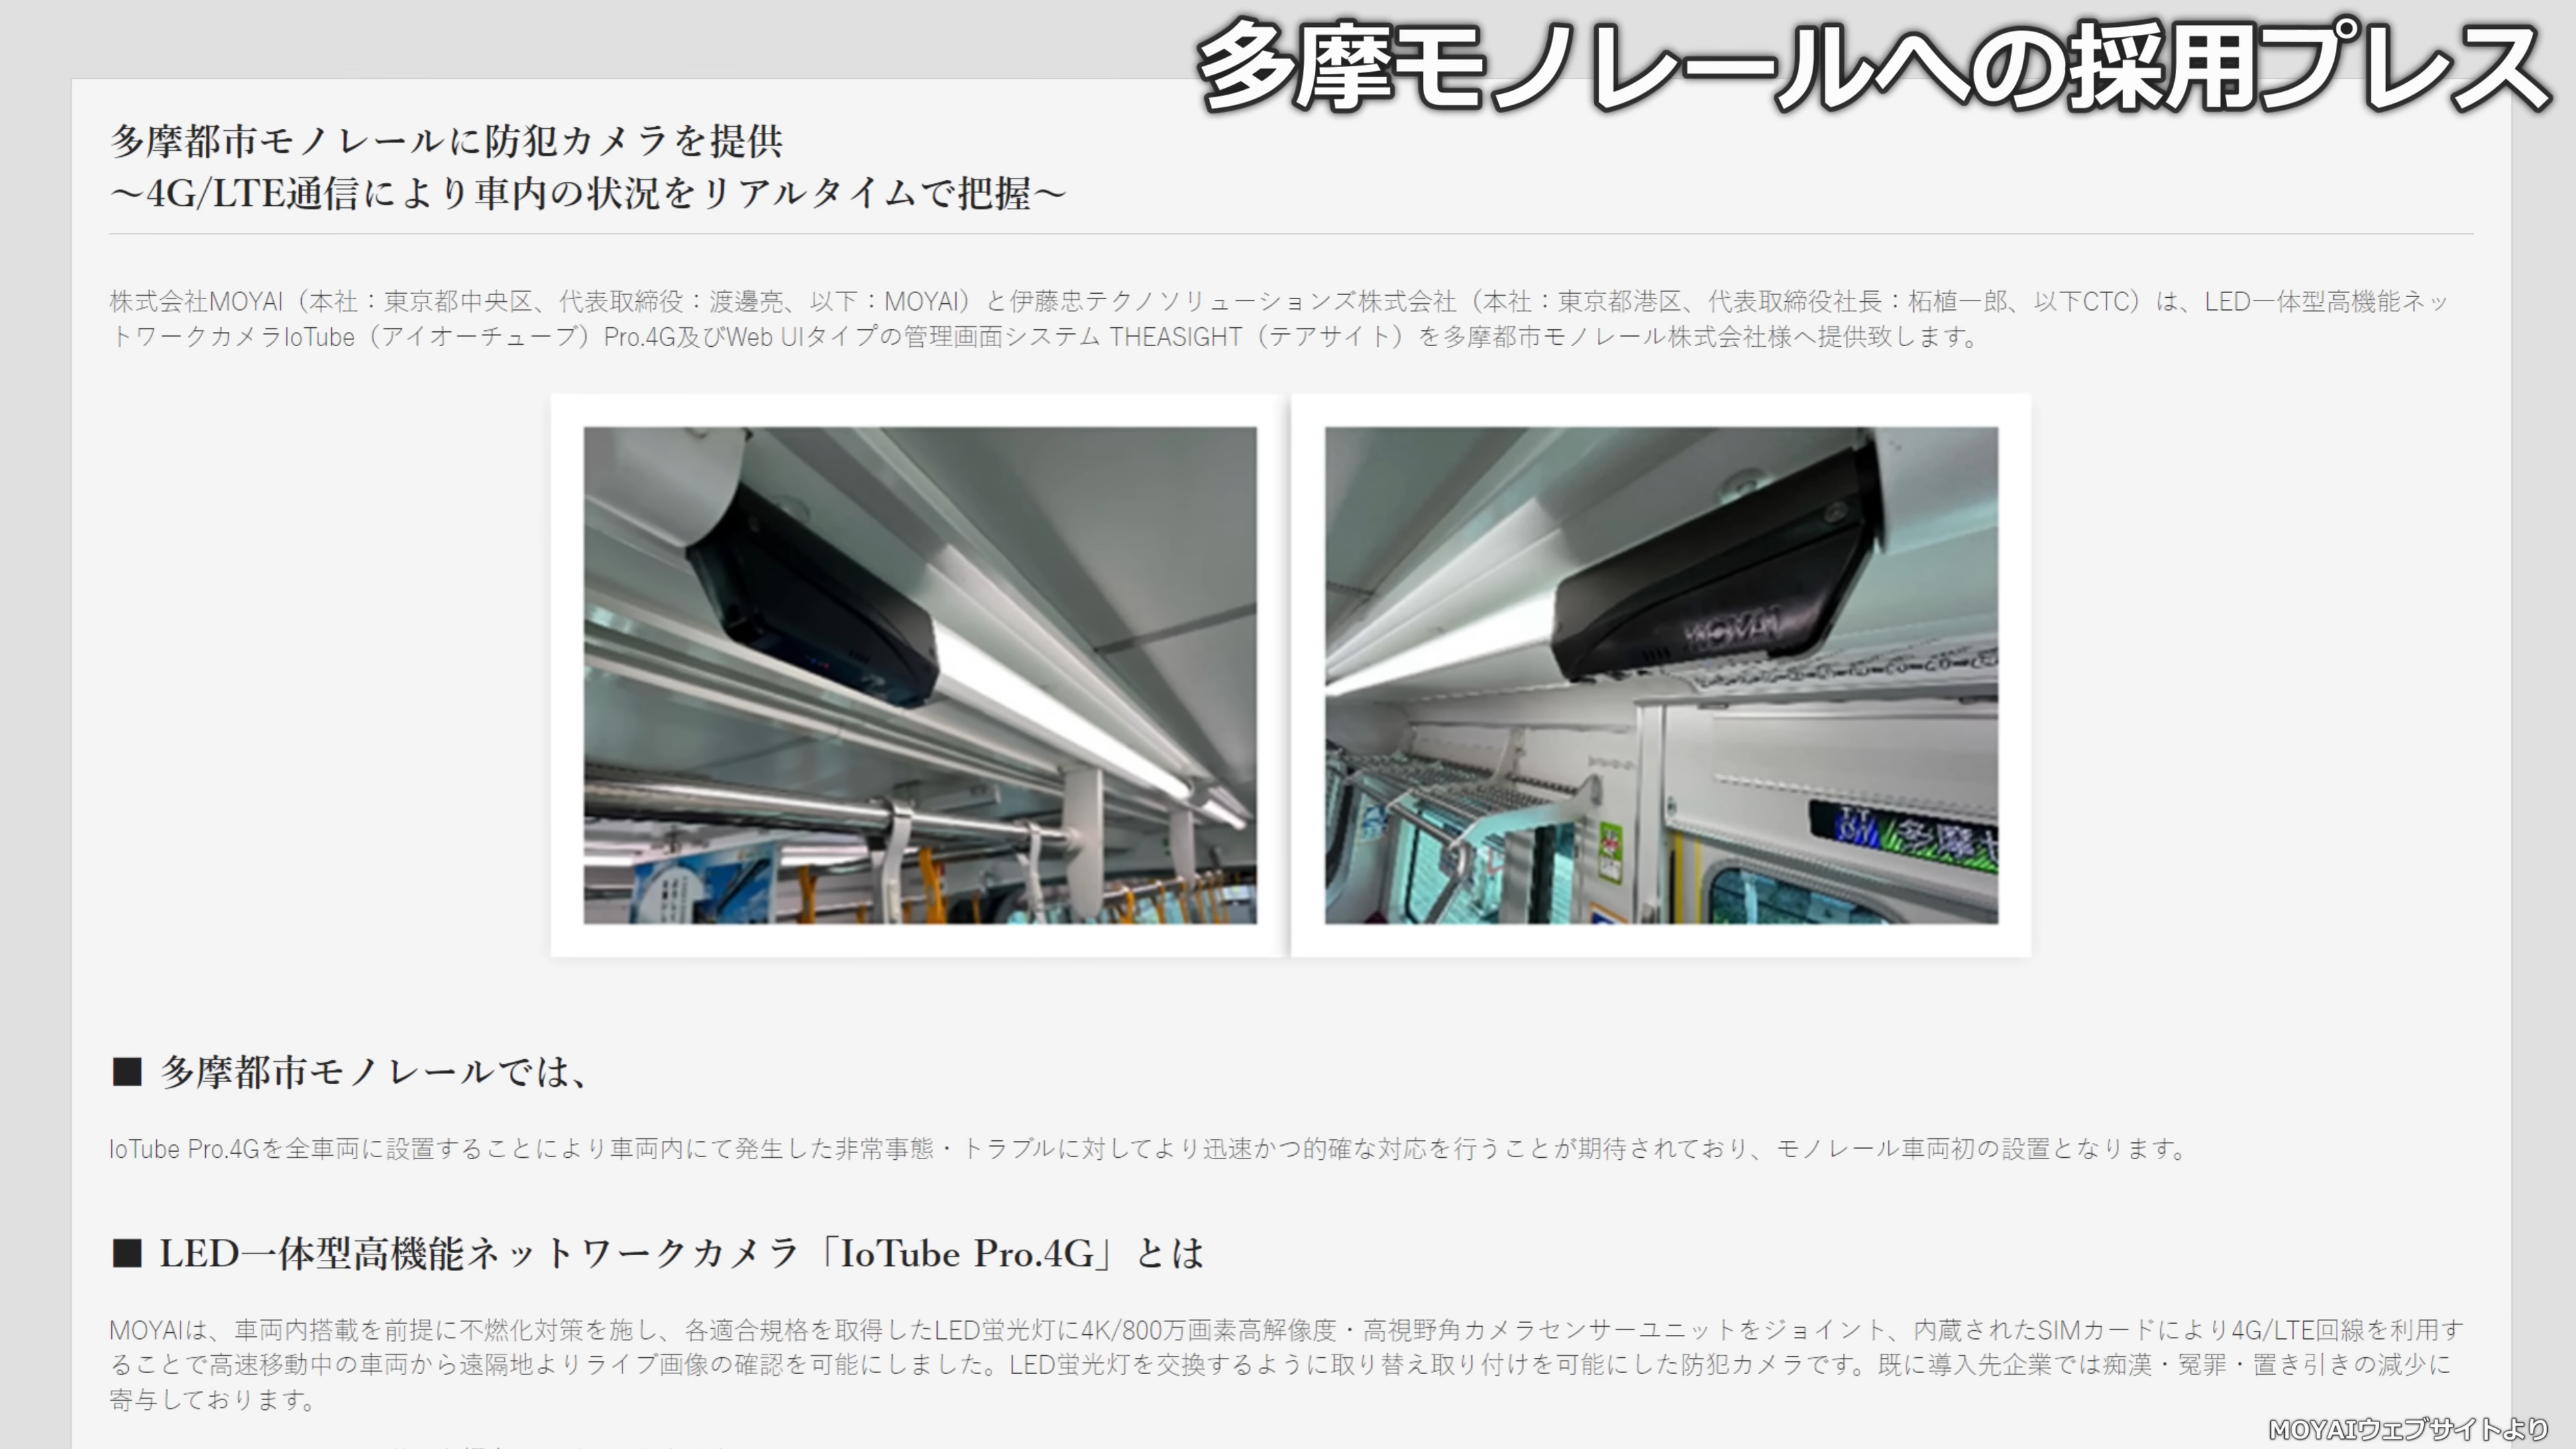 多摩モノレールへの採用プレス
多摩都市モノレールに防犯カメラを提供
～4G/LTE通信により車内の状況をリアルタイムで把握～
株式会社MOYAI（本社：東京都中央区、代表取締役：渡邊亮、以下：MOYAI）と伊藤忠テクノソリューションズ株式会社（本社：東京都港区、代表取締役社長：柘植一郎、以下CTC）は、LED一体型高機能ネッ
トワークカメラIoTube（アイオーチューブ）Pro.4G及びWeb UIタイプの管理画面システム THEASIGHT（テアサイト）を多摩都市モノレール株式会社様へ提供致します。
MOYAI
多摩
■ 多摩都市モノレールでは、
IoTube Pro.4Gを全車両に設置することにより車両内にて発生した非常事態・トラブルに対してより迅速かつ的確な対応を行うことが期待されており、モノレール車両初の設置となります。
■ LED一体型高機能ネットワークカメラ「IoTube Pro.4G」とは
MOYAIは、車両内搭載を前提に不燃化対策を施し、各適合規格を取得したLED蛍光灯に4K/800万画素高解像度・高視野角カメラセンサーユニットをジョイント、内蔵されたSIMカードにより4G/LTE回線を利用す
ることで高速移動中の車両から遠隔地よりライブ画像の確認を可能にしました。LED蛍光灯を交換するように取り替え取り付けを可能にした防犯カメラです。既に導入先企業では痴漢・冤罪・置き引きの減少に
寄与しております。
MOYAIウェブサイトより